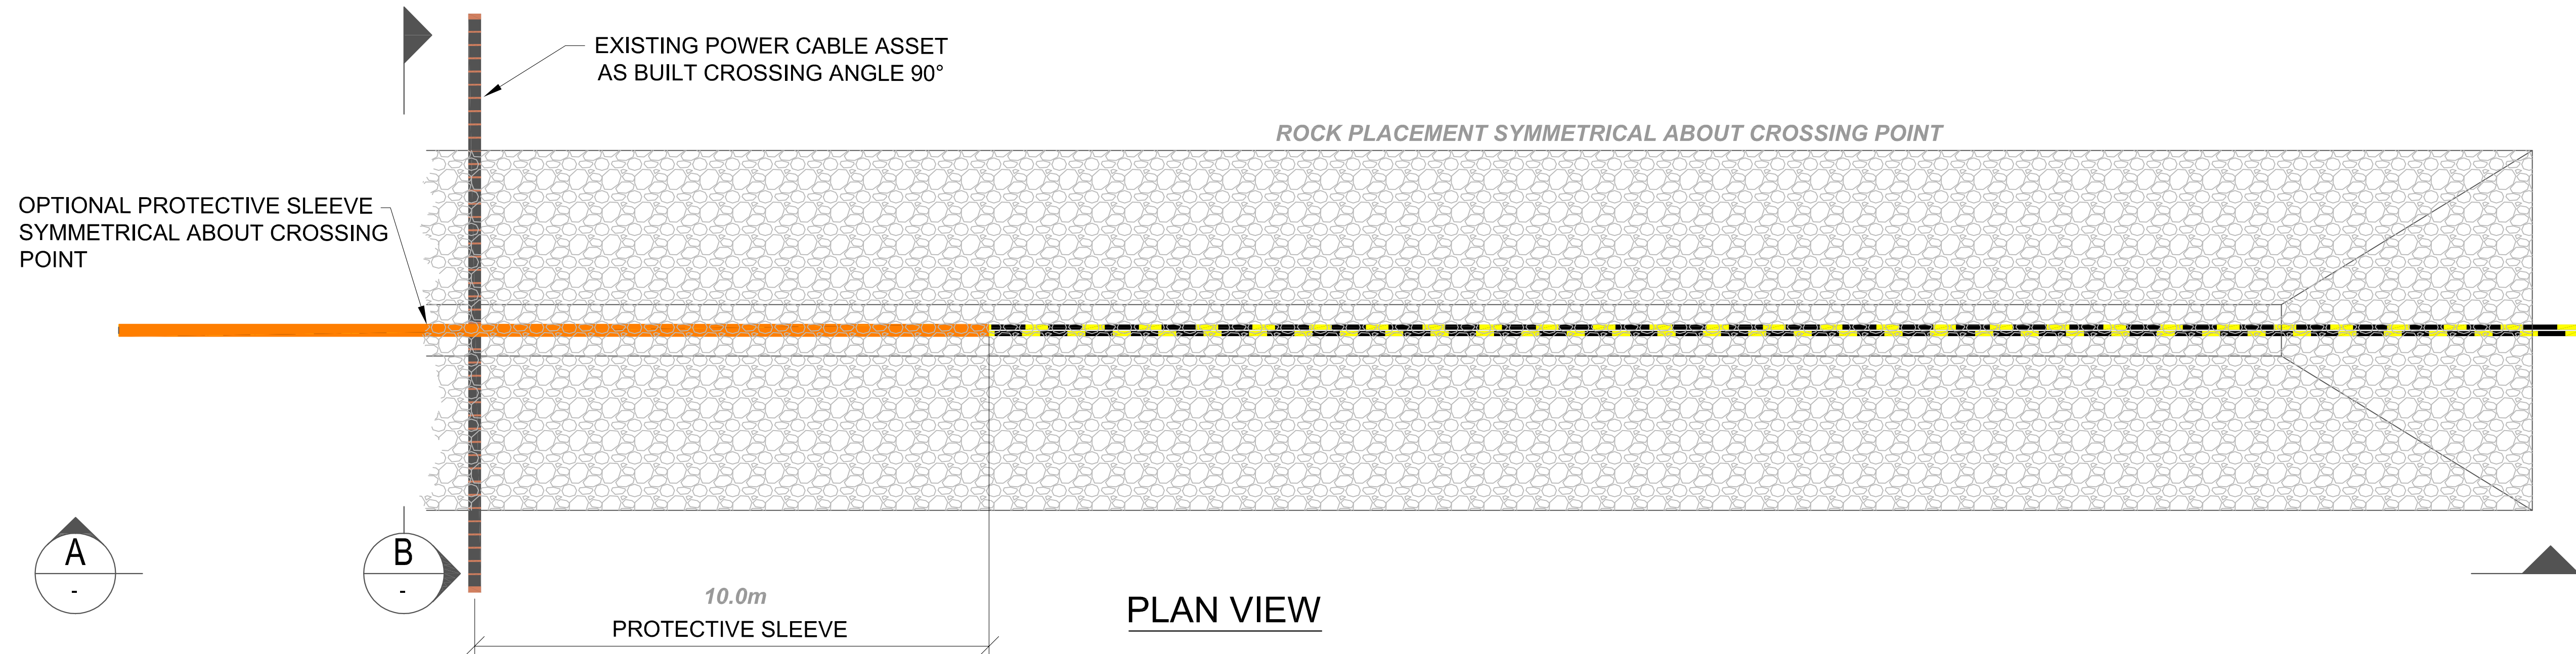 EXISTING POWER CABLE ASSET
AS BUILT CROSSING ANGLE 90°
ROCK PLACEMENT SYMMETRICAL ABOUT CROSSING POINT
OPTIONAL PROTECTIVE SLEEVE
SYMMETRICAL ABOUT CROSSING
POINT
A
-
B
-
10.0m
PROTECTIVE SLEEVE
PLAN VIEW